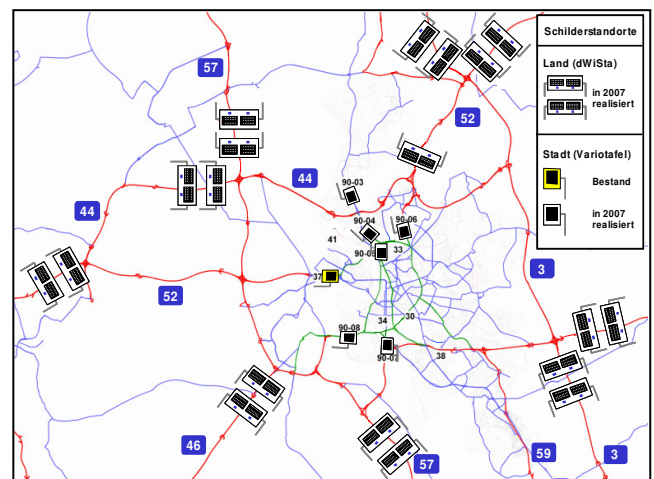 Schilderstandorte
Land (dWiSta)
in 2007
realisiert
Stadt (Variotafel)
Bestand
in 2007
realisiert
57
52
44
90-03
44
90-04
90-06
41
33
90-05
3
37
52
34
30
90-08
90-07
38
46
57
59
3